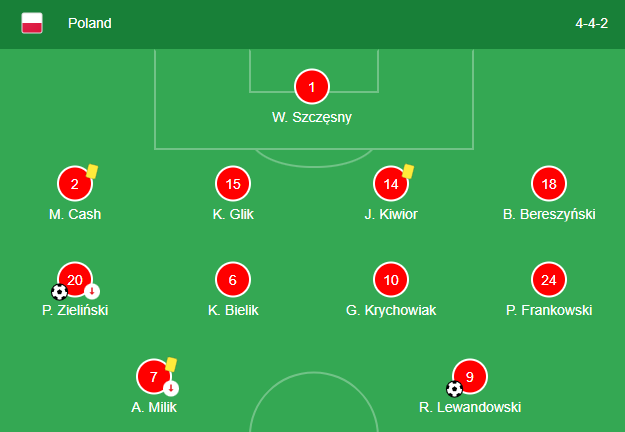 Poland 4-4-2
1
W. Szczęsny
2 15 14 18
M. Cash K. Glik J. Kiwior B. Bereszyński
20 6 10 24
P. Zieliński K. Bielik G. Krychowiak P. Frankowski
7 9
A. Milik R. Lewandowski